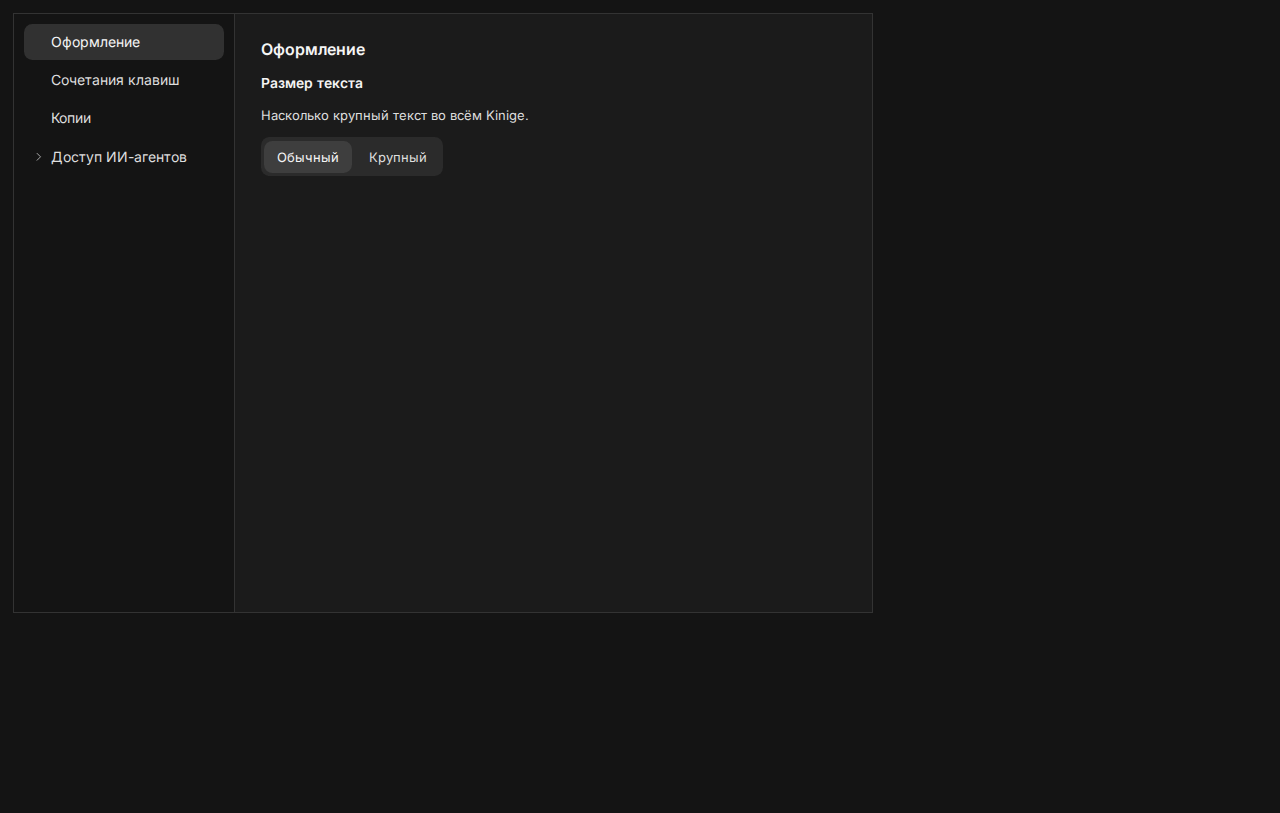 Оформление
Сочетания клавиш
Копии
Доступ ИИ-агентов
Оформление
Размер текста
Насколько крупный текст во всём Kinige.
Обычный Крупный